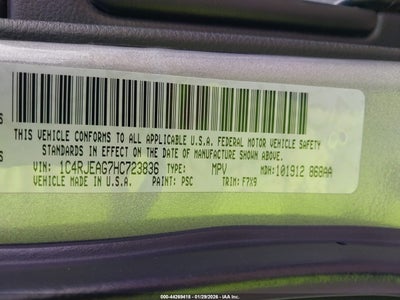 THIS VEHICLE CONFORMS TO ALL APPLICABLE U.S.A. FEDERAL MOTOR VEHICLE SAFETY
STANDARDS IN EFFECT ON THE DATE OF MANUFACTURE SHOWN ABOVE.
VIN: 1C4RJEAG7HC723836 TYPE: MPV MDH:101912 868AA
VEHICLE MADE IN U.S.A. PAINT: PSC TRIM: F7X9
000-44269418 - 01/29/2026 - IAA Inc.